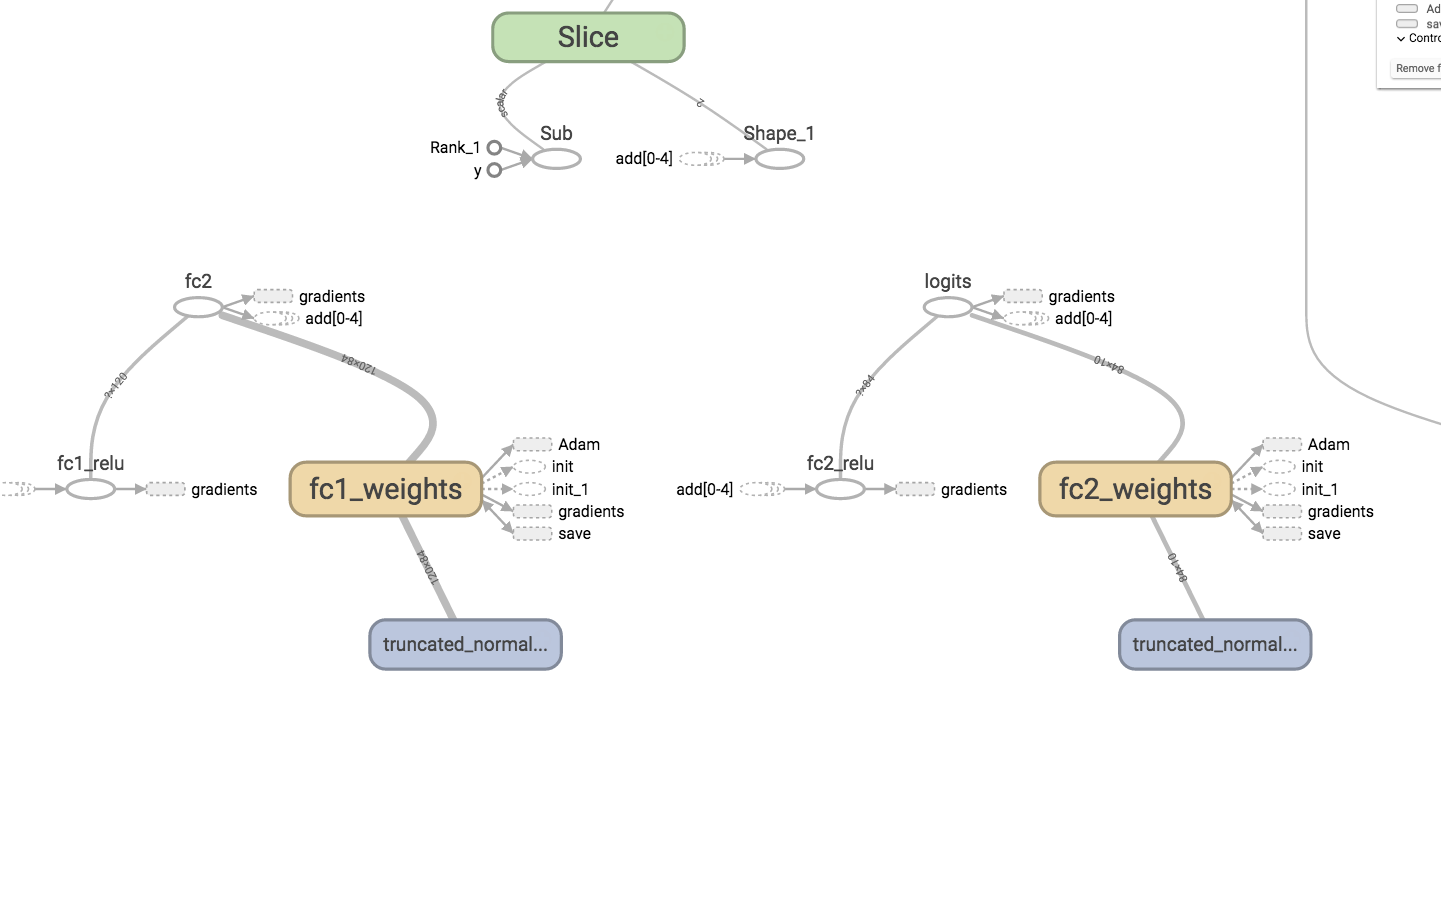 Slice
Ad
sav
Contro
Remove f
scalar
2
Sub
Shape_1
Rank_1
y
add[0-4]
fc2
gradients
add[0-4]
logits
gradients
add[0-4]
?×120
120×84
?×84
84×10
fc1_relu
gradients
fc1_weights
Adam
init
init_1
gradients
save
fc2_relu
add[0-4]
gradients
fc2_weights
Adam
init
init_1
gradients
save
120×84
84×10
truncated_normal...
truncated_normal...